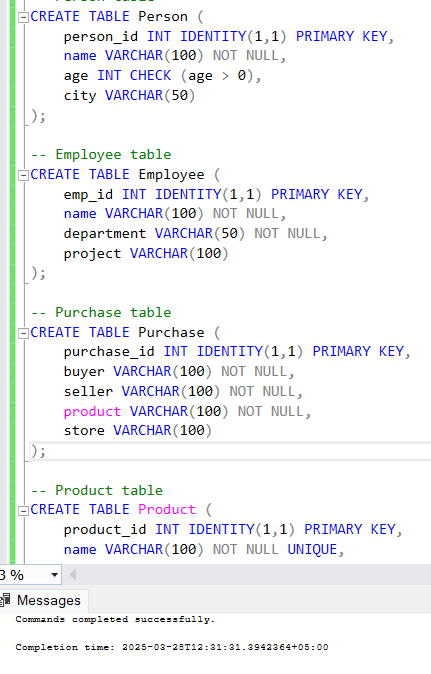 CREATE TABLE Person (
person_id INT IDENTITY(1,1) PRIMARY KEY,
name VARCHAR(100) NOT NULL,
age INT CHECK (age > 0),
city VARCHAR(50)
);
-- Employee table
CREATE TABLE Employee (
emp_id INT IDENTITY(1,1) PRIMARY KEY,
name VARCHAR(100) NOT NULL,
department VARCHAR(50) NOT NULL,
project VARCHAR(100)
);
-- Purchase table
CREATE TABLE Purchase (
purchase_id INT IDENTITY(1,1) PRIMARY KEY,
buyer VARCHAR(100) NOT NULL,
seller VARCHAR(100) NOT NULL,
product VARCHAR(100) NOT NULL,
store VARCHAR(100)
);
-- Product table
CREATE TABLE Product (
product_id INT IDENTITY(1,1) PRIMARY KEY,
name VARCHAR(100) NOT NULL UNIQUE,
3 %
Messages
Commands completed successfully.
Completion time: 2025-03-28T12:31:31.3942364+05:00